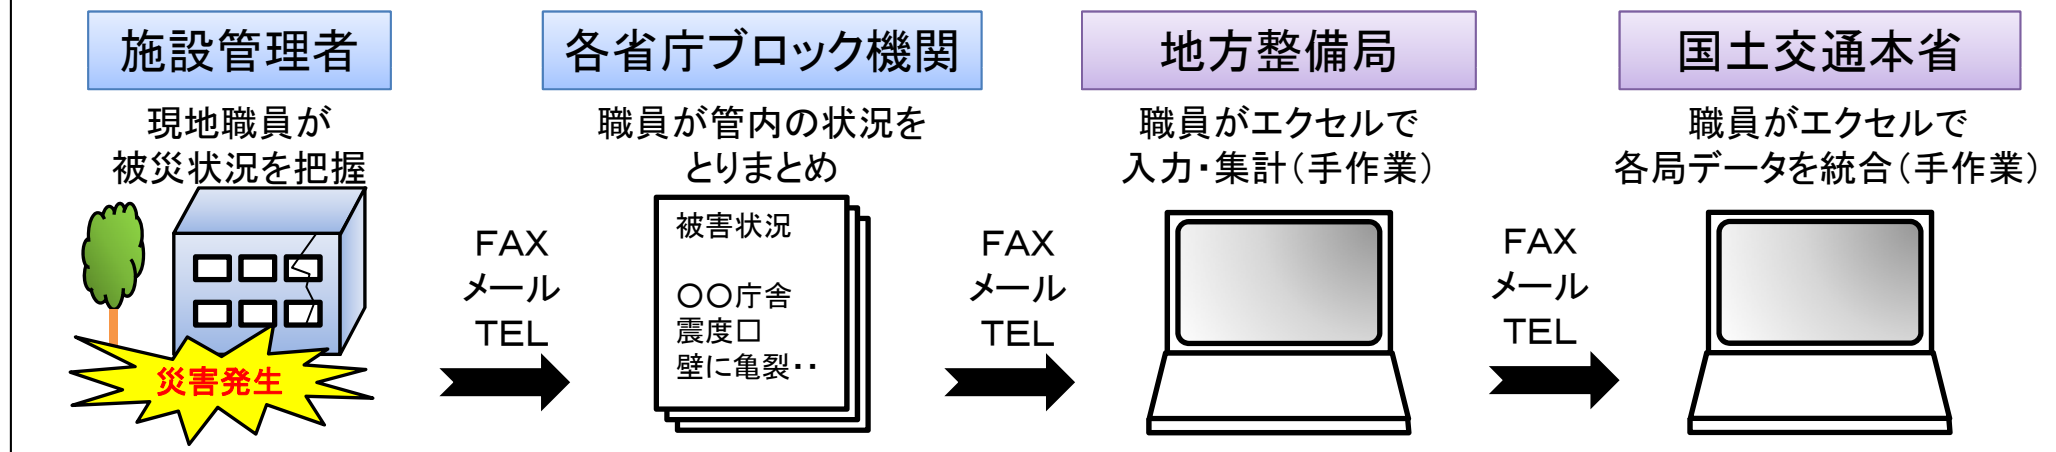 施設管理者
現地職員が
被災状況を把握
災害発生
FAX
メール
TEL
各省庁ブロック機関
職員が管内の状況を
とりまとめ
被害状況
〇〇庁舎
震度□
壁に亀裂・・
FAX
メール
TEL
地方整備局
職員がエクセルで
入力・集計（手作業）
FAX
メール
TEL
国土交通本省
職員がエクセルで
各局データを統合（手作業）